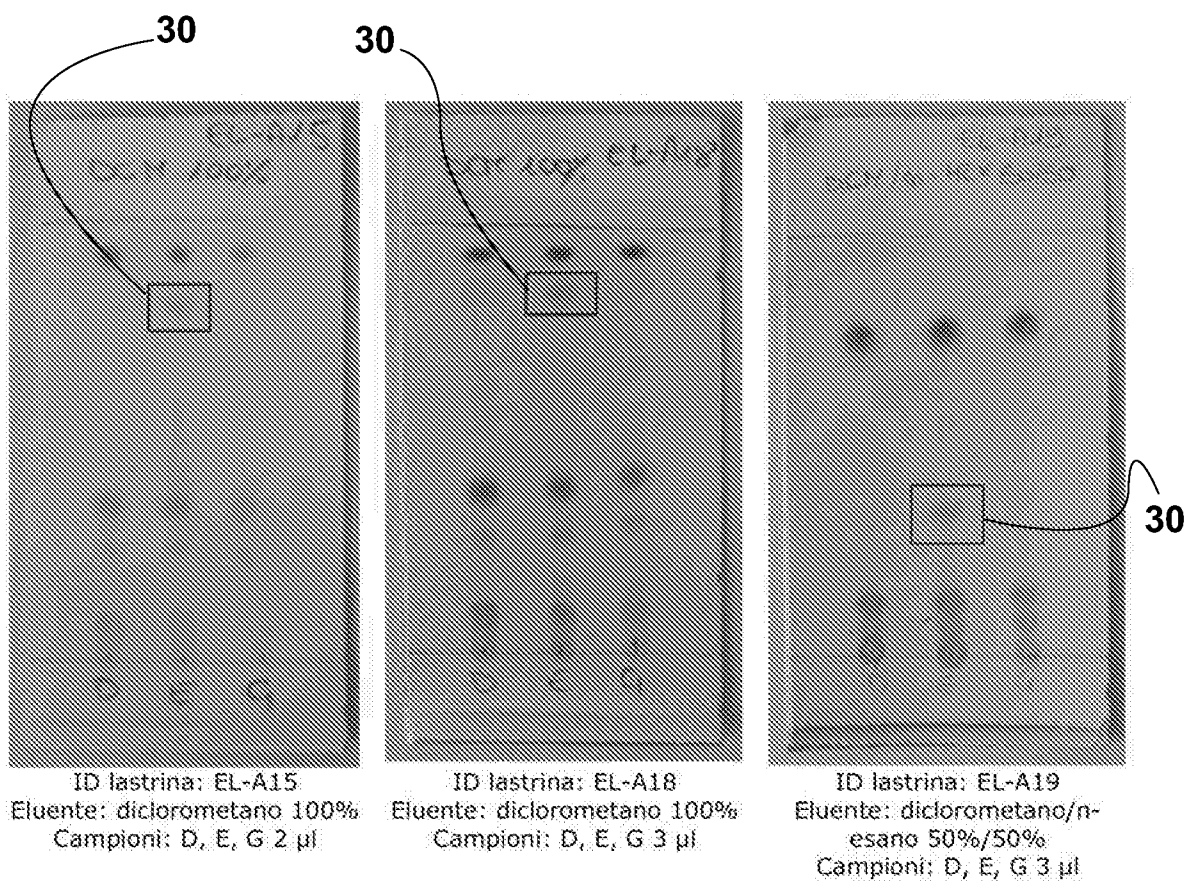 30
30
30
ID lastrina: EL-A15
Eluente: diclorometano 100%
Campioni: D, E, G 2 µl
ID lastrina: EL-A18
Eluente: diclorometano 100%
Campioni: D, E, G 3 µl
ID lastrina: EL-A19
Eluente: diclorometano/n-
esano 50%/50%
Campioni: D, E, G 3 µl